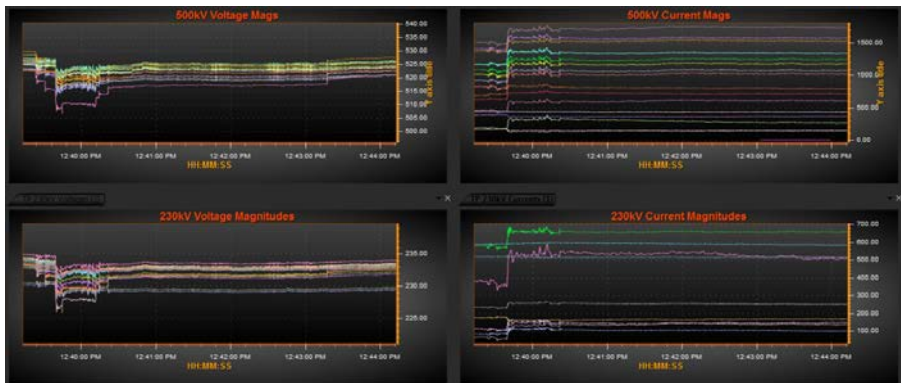 500kV Voltage Mags
540.00
535.00
530.00
525.00
520.00
515.00
510.00
505.00
500.00
Y axis title
12:40:00 PM 12:41:00 PM 12:42:00 PM 12:43:00 PM 12:44:00 PM
HH:MM:SS
500kV Current Mags
1500.00
1000.00
500.00
0.00
Y axis title
12:40:00 PM 12:41:00 PM 12:42:00 PM 12:43:00 PM 12:44:00 PM
HH:MM:SS
230kV Voltage Magnitudes
235.00
230.00
225.00
12:40:00 PM 12:41:00 PM 12:42:00 PM 12:43:00 PM 12:44:00 PM
HH:MM:SS
230kV Current Magnitudes
700.00
600.00
500.00
400.00
300.00
200.00
100.00
12:40:00 PM 12:41:00 PM 12:42:00 PM 12:43:00 PM 12:44:00 PM
HH:MM:SS